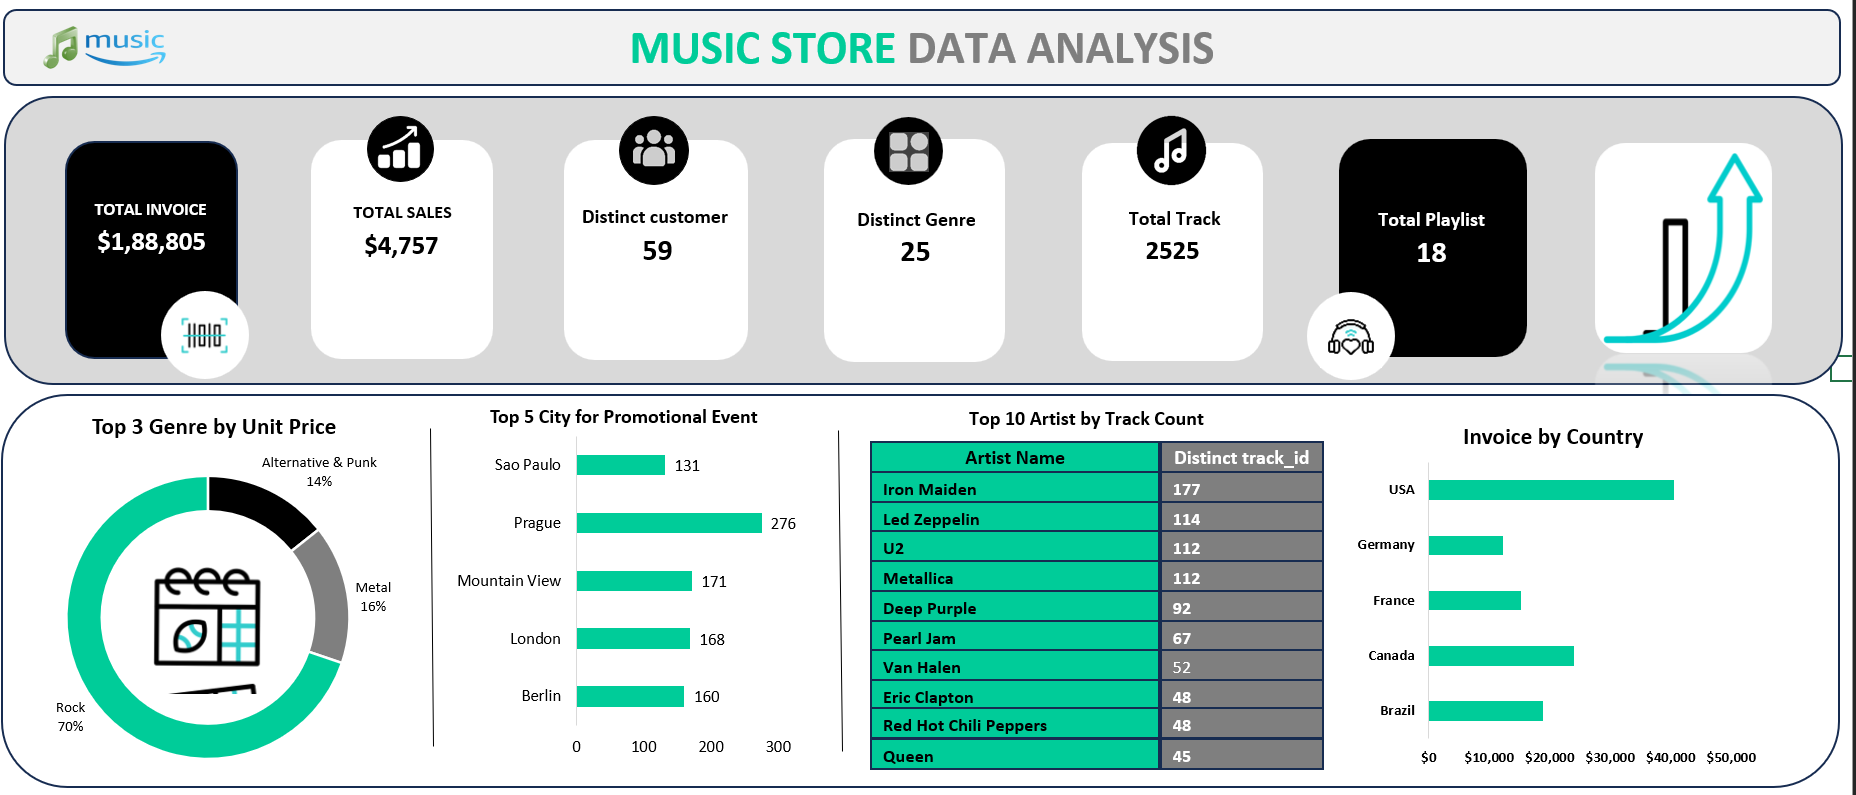 music
MUSIC STORE DATA ANALYSIS
TOTAL INVOICE
$1,88,805
TOTAL SALES
$4,757
Distinct customer
59
Distinct Genre
25
Total Track
2525
Total Playlist
18
Top 3 Genre by Unit Price
Alternative & Punk
14%
Metal
16%
Rock
70%
Top 5 City for Promotional Event
Sao Paulo 131
Prague 276
Mountain View 171
London 168
Berlin 160
0 100 200 300
Top 10 Artist by Track Count
Artist Name Distinct track_id
Iron Maiden 177
Led Zeppelin 114
U2 112
Metallica 112
Deep Purple 92
Pearl Jam 67
Van Halen 52
Eric Clapton 48
Red Hot Chili Peppers 48
Queen 45
Invoice by Country
USA
Germany
France
Canada
Brazil
$0 $10,000 $20,000 $30,000 $40,000 $50,000